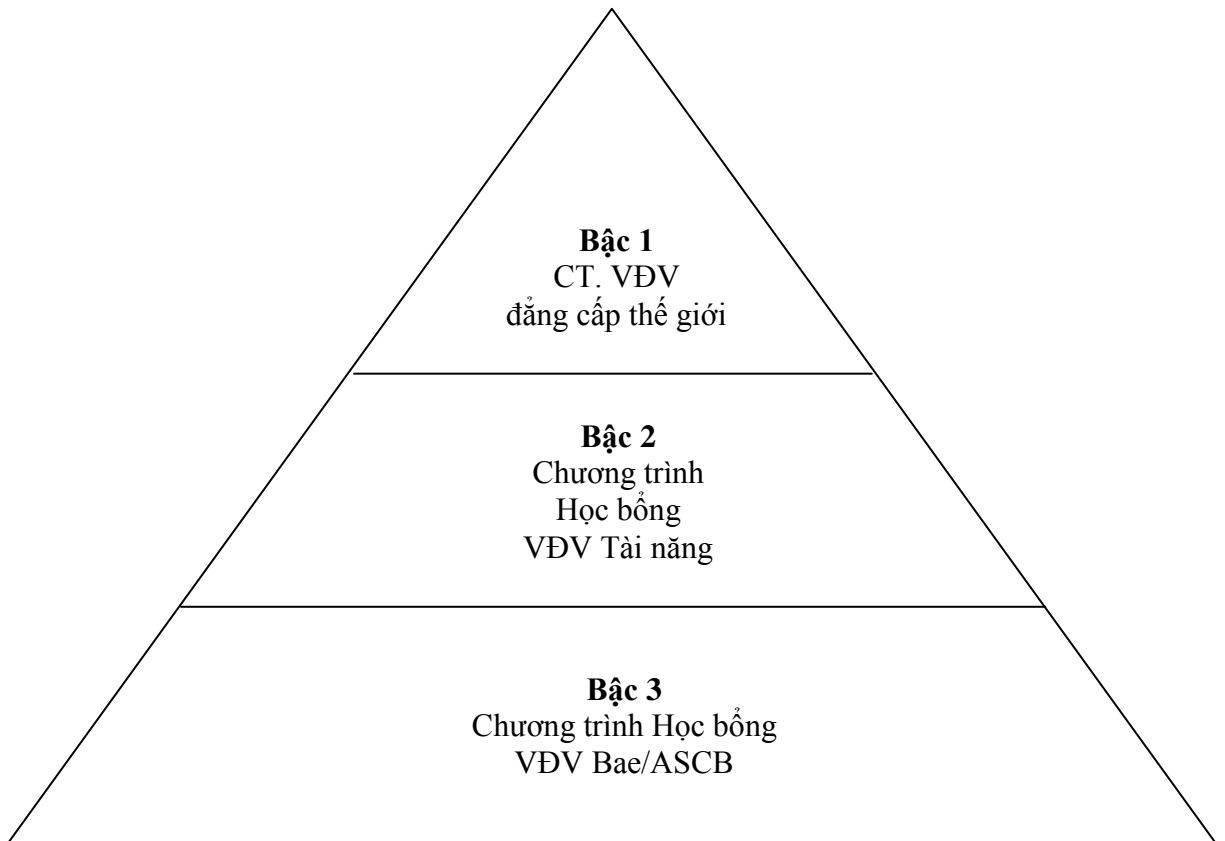 Bậc 1
CT. VĐV
đẳng cấp thế giới
Bậc 2
Chương trình
Học bổng
VĐV Tài năng
Bậc 3
Chương trình Học bổng
VĐV Bae/ASCB